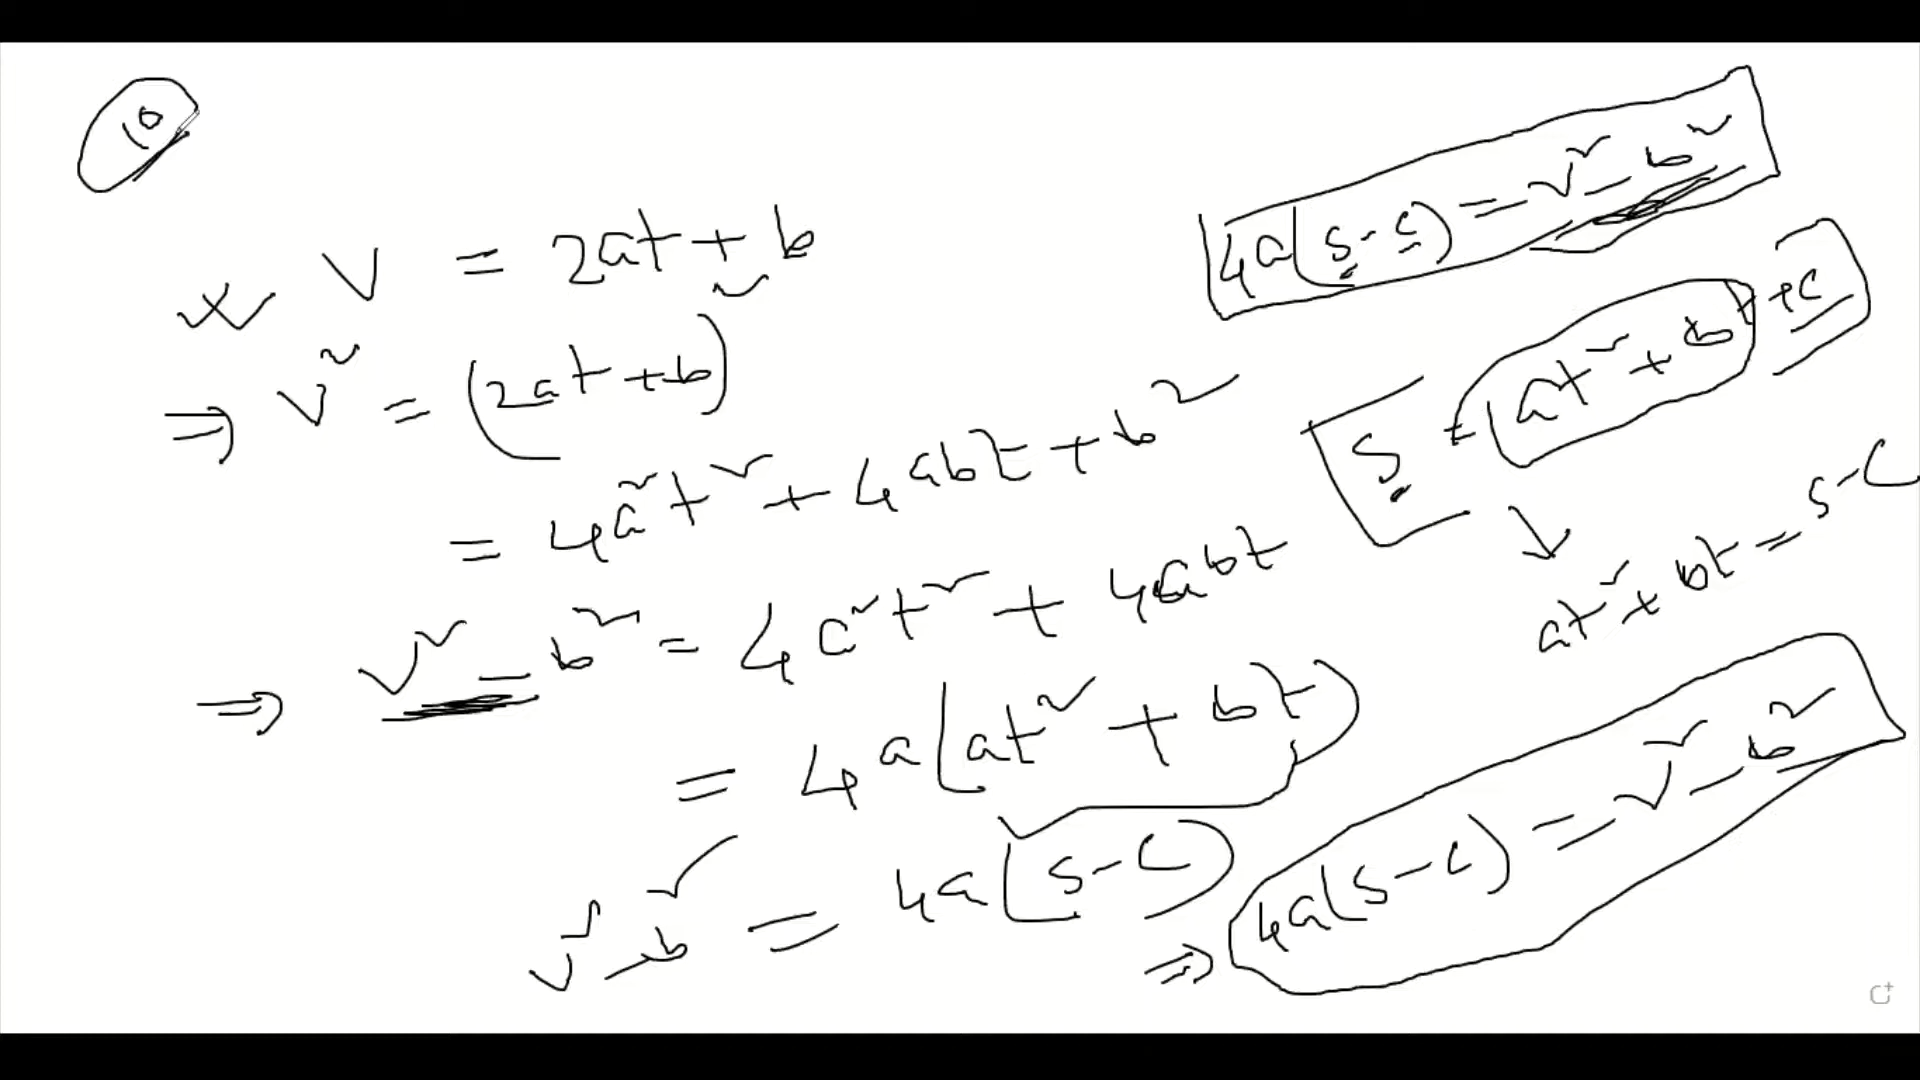 10
4a(s-c) = v² - b²
v = 2at + b
s = at² + bt + c
⇒ v² = (2at + b)²
= 4a²t² + 4abt + b²
at² + bt = s - c
⇒ v² - b² = 4a²t² + 4abt
= 4a(at² + bt)
v² - b² = 4a(s - c)
⇒ 4a(s - c) = v² - b²